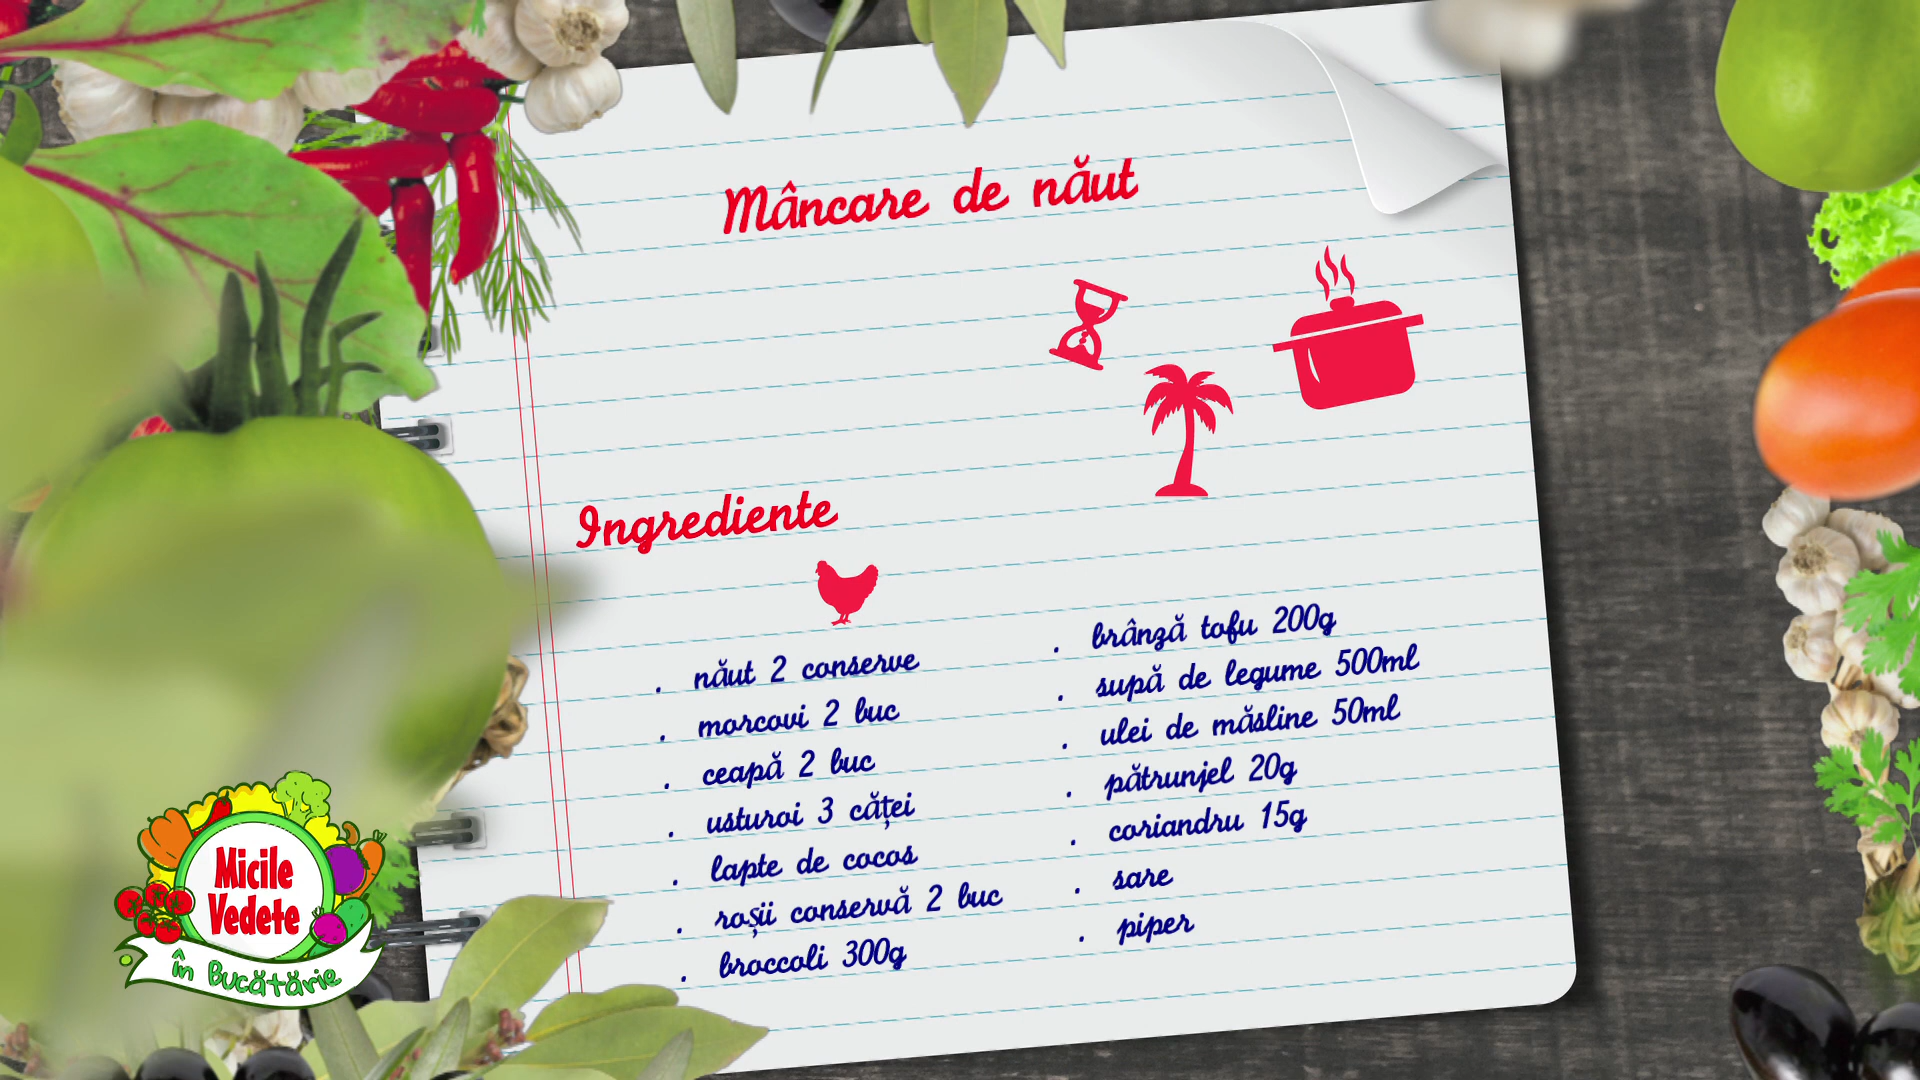 Mâncare de năut
Ingrediente
. năut 2 conserve
. morcovi 2 buc
. ceapă 2 buc
. usturoi 3 căței
. lapte de cocos
. roșii conservă 2 buc
. broccoli 300g
. brânză tofu 200g
. supă de legume 500ml
. ulei de măsline 50ml
. pătrunjel 20g
. coriandru 15g
. sare
. piper
Micile
Vedete
în Bucătărie